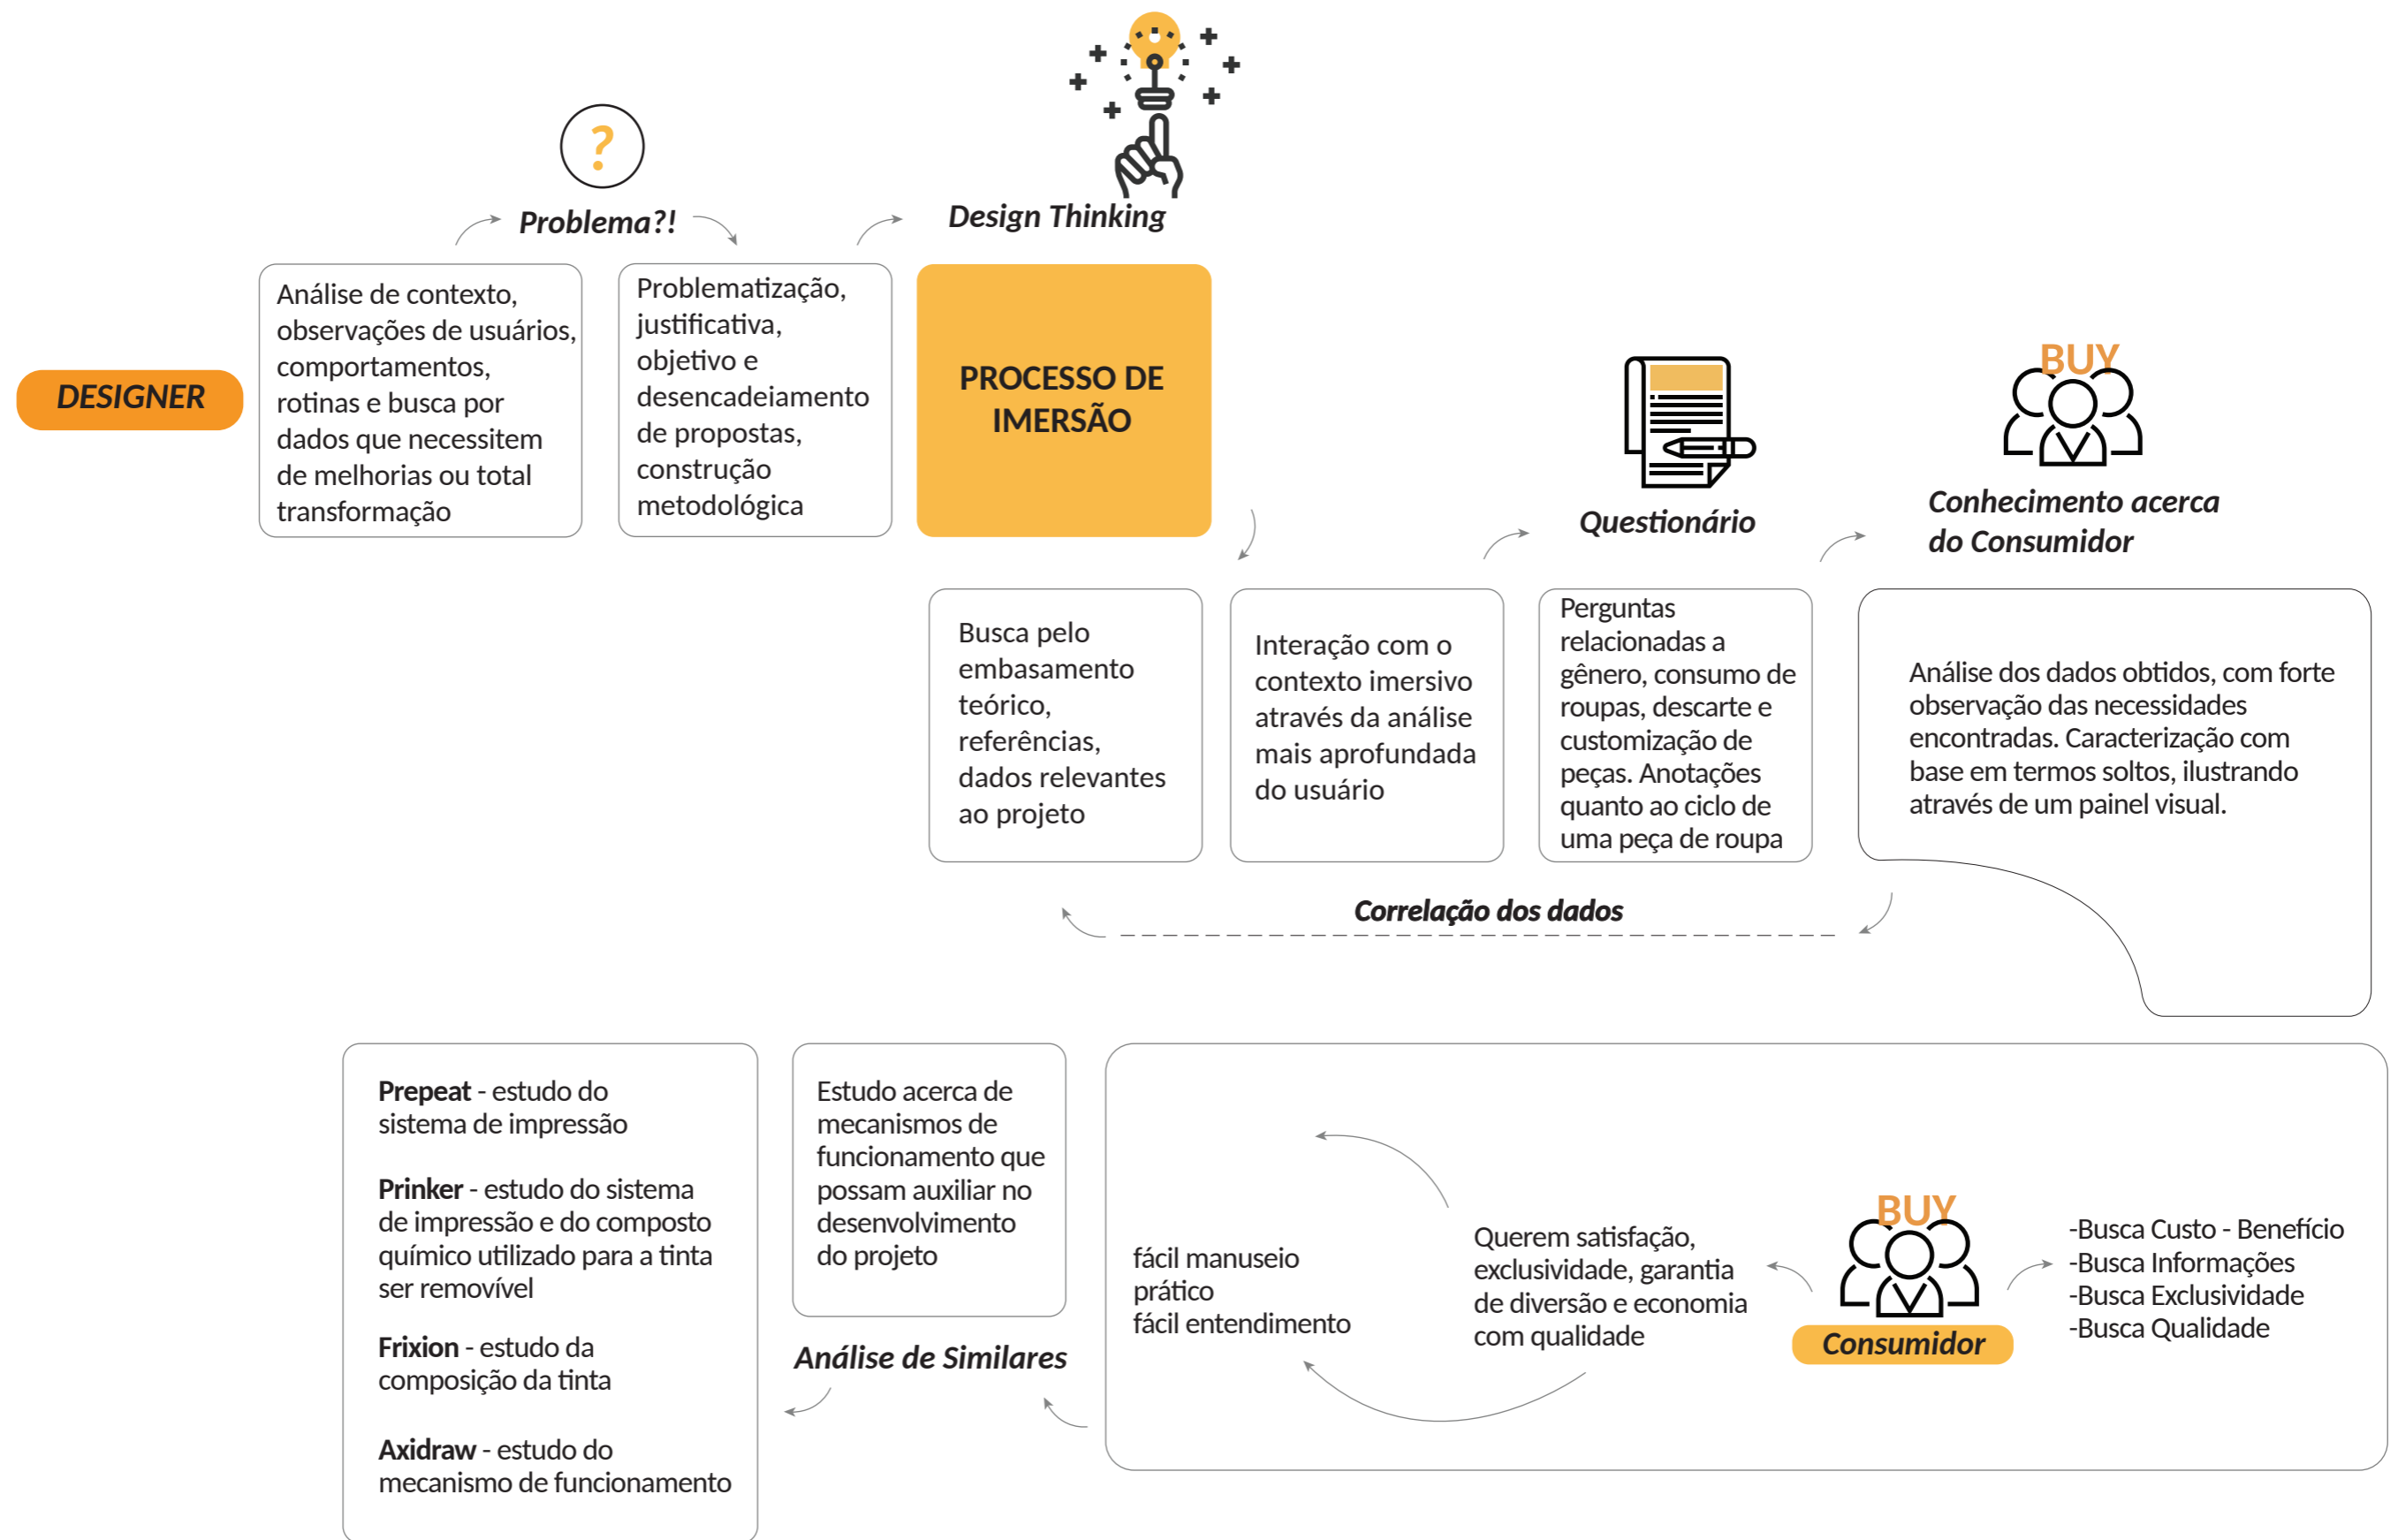 DESIGNER
Análise de contexto,
observações de usuários,
comportamentos,
rotinas e busca por
dados que necessitem
de melhorias ou total
transformação
?
Problema?!
Problematização,
justificativa,
objetivo e
desencadeiamento
de propostas,
construção
metodológica
Design Thinking
PROCESSO DE
IMERSÃO
Busca pelo
embasamento
teórico,
referências,
dados relevantes
ao projeto
Interação com o
contexto imersivo
através da análise
mais aprofundada
do usuário
Questionário
Perguntas
relacionadas a
gênero, consumo de
roupas, descarte e
customização de
peças. Anotações
quanto ao ciclo de
uma peça de roupa
BUY
Conhecimento acerca
do Consumidor
Análise dos dados obtidos, com forte
observação das necessidades
encontradas. Caracterização com
base em termos soltos, ilustrando
através de um painel visual.
Correlação dos dados
BUY
Consumidor
-Busca Custo - Benefício
-Busca Informações
-Busca Exclusividade
-Busca Qualidade
Querem satisfação,
exclusividade, garantia
de diversão e economia
com qualidade
fácil manuseio
prático
fácil entendimento
Estudo acerca de
mecanismos de
funcionamento que
possam auxiliar no
desenvolvimento
do projeto
Análise de Similares
Prepeat - estudo do
sistema de impressão
Prinker - estudo do sistema
de impressão e do composto
químico utilizado para a tinta
ser removível
Frixion - estudo da
composição da tinta
Axidraw - estudo do
mecanismo de funcionamento